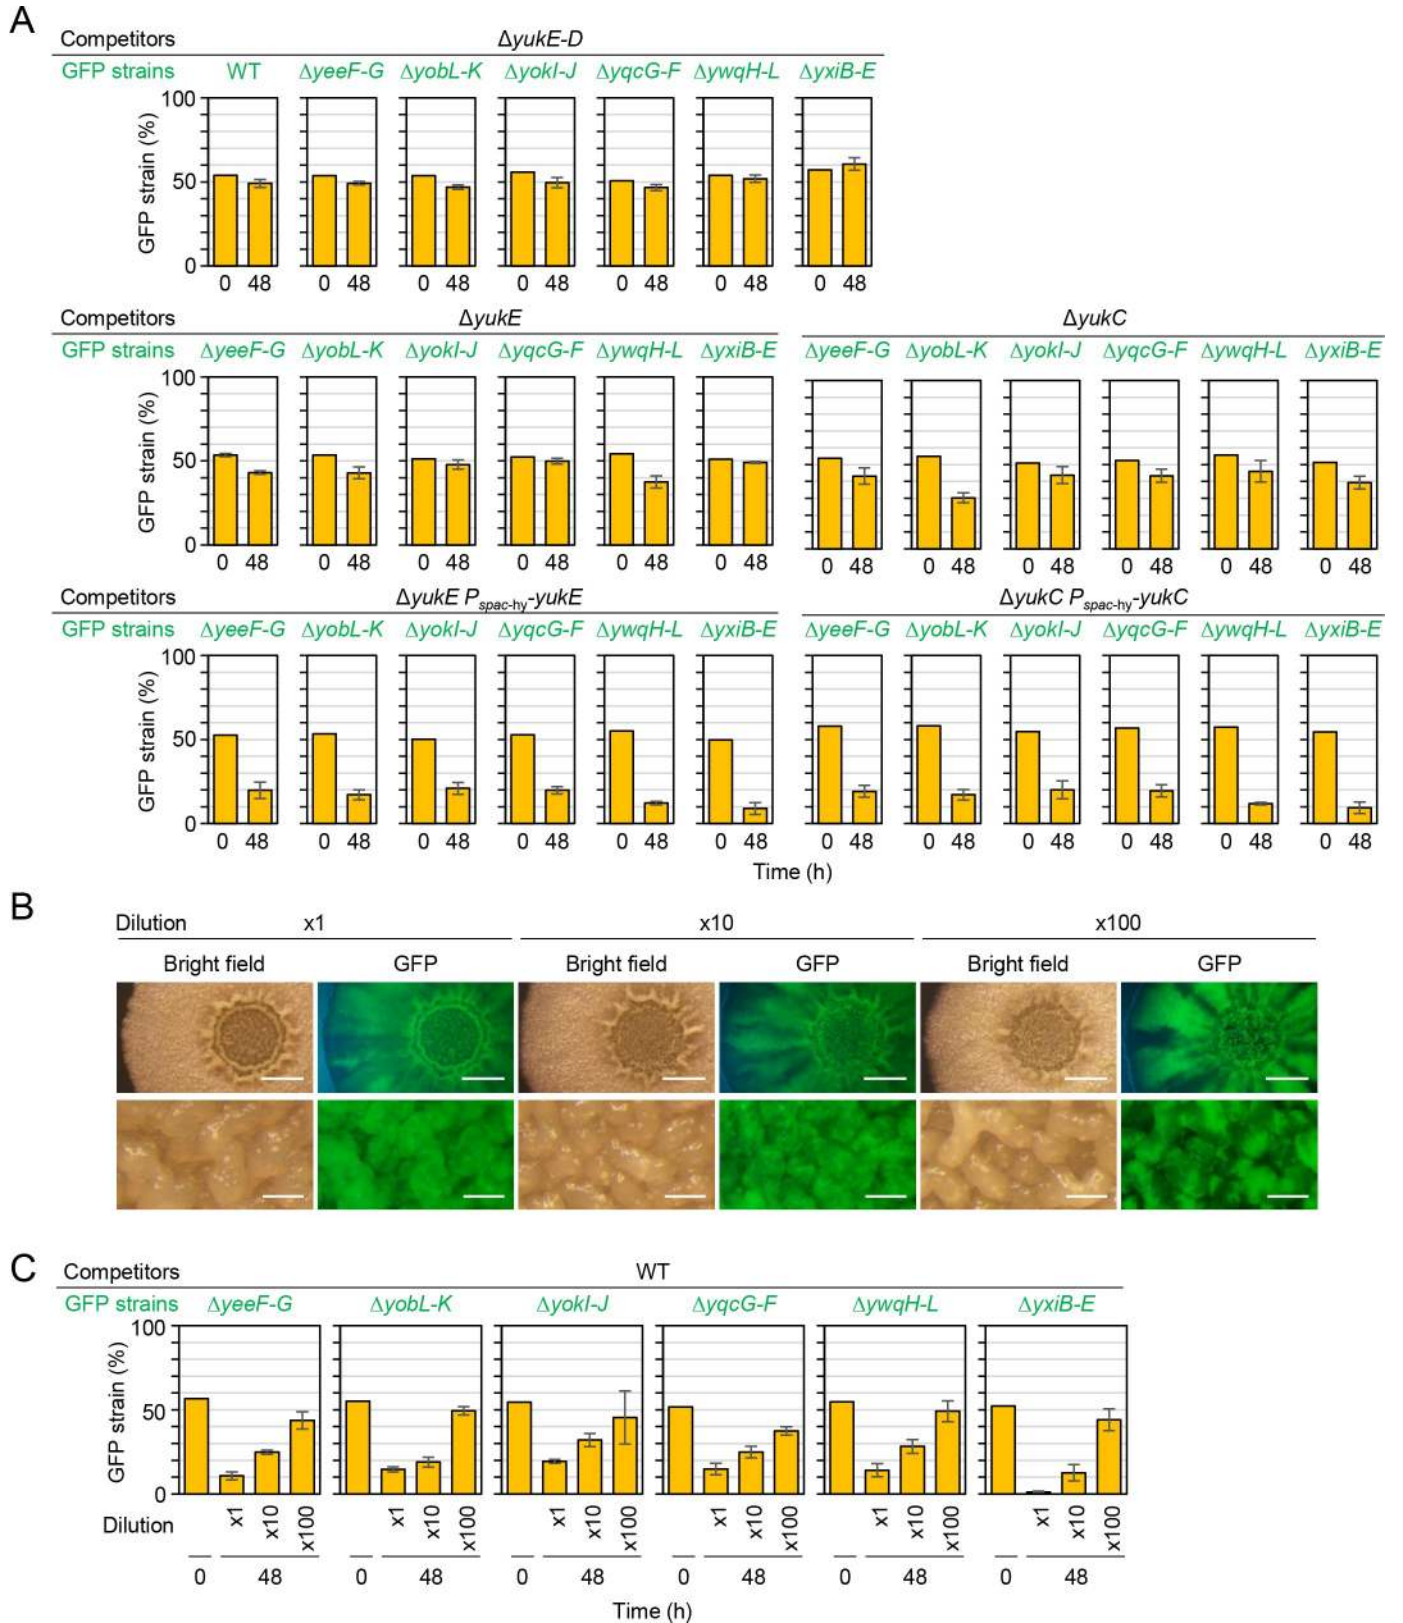 A
Competitors ΔyukE-D
GFP strains WT ΔyeeF-G ΔyobL-K ΔyokI-J ΔyqcG-F ΔywqH-L ΔyxiB-E
100
50
0
GFP strain (%)
0 48 0 48 0 48 0 48 0 48 0 48 0 48
Competitors ΔyukE ΔyukC
GFP strains ΔyeeF-G ΔyobL-K ΔyokI-J ΔyqcG-F ΔywqH-L ΔyxiB-E ΔyeeF-G ΔyobL-K ΔyokI-J ΔyqcG-F ΔywqH-L ΔyxiB-E
100
50
0
GFP strain (%)
0 48 0 48 0 48 0 48 0 48 0 48 0 48 0 48 0 48 0 48 0 48 0 48
Competitors ΔyukE Pspac-hy-yukE ΔyukC Pspac-hy-yukC
GFP strains ΔyeeF-G ΔyobL-K ΔyokI-J ΔyqcG-F ΔywqH-L ΔyxiB-E ΔyeeF-G ΔyobL-K ΔyokI-J ΔyqcG-F ΔywqH-L ΔyxiB-E
100
50
0
GFP strain (%)
0 48 0 48 0 48 0 48 0 48 0 48 0 48 0 48 0 48 0 48 0 48 0 48
Time (h)
B
Dilution x1 x10 x100
Bright field GFP Bright field GFP Bright field GFP
C
Competitors WT
GFP strains ΔyeeF-G ΔyobL-K ΔyokI-J ΔyqcG-F ΔywqH-L ΔyxiB-E
100
50
0
GFP strain (%)
Dilution x1 x10 x100 x1 x10 x100 x1 x10 x100 x1 x10 x100 x1 x10 x100 x1 x10 x100
0 48 0 48 0 48 0 48 0 48 0 48
Time (h)